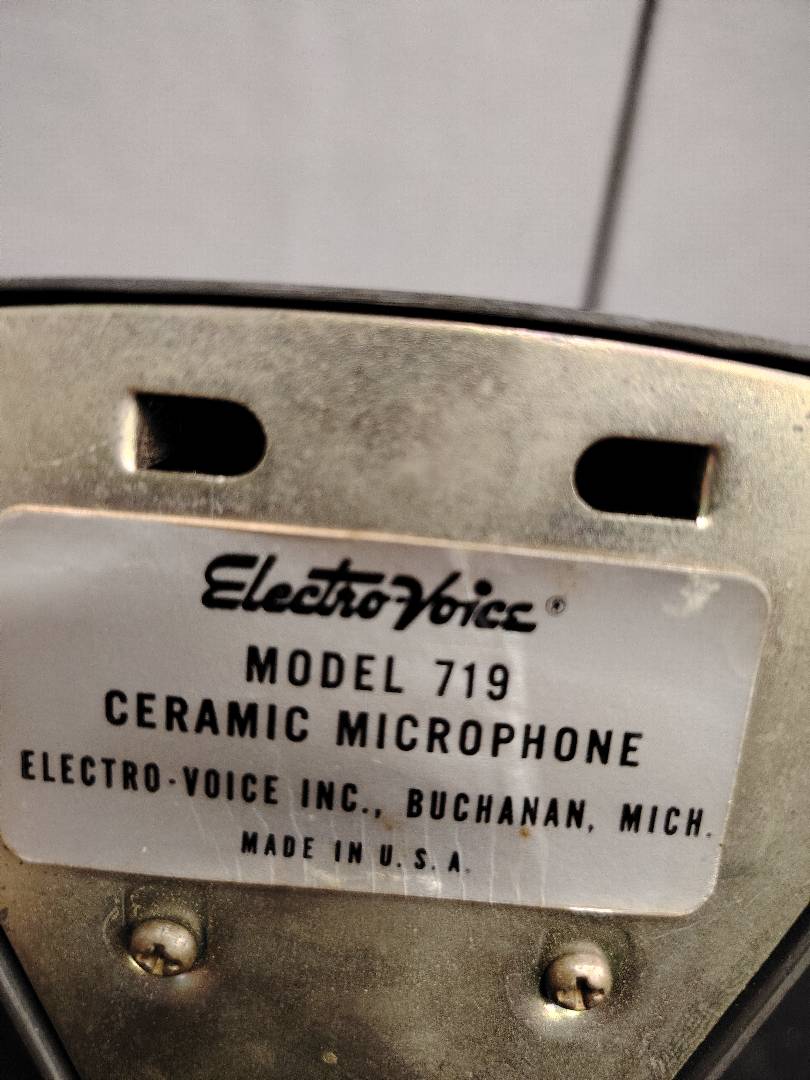 Electro-Voice®
MODEL 719
CERAMIC MICROPHONE
ELECTRO-VOICE INC., BUCHANAN, MICH.
MADE IN U.S.A.